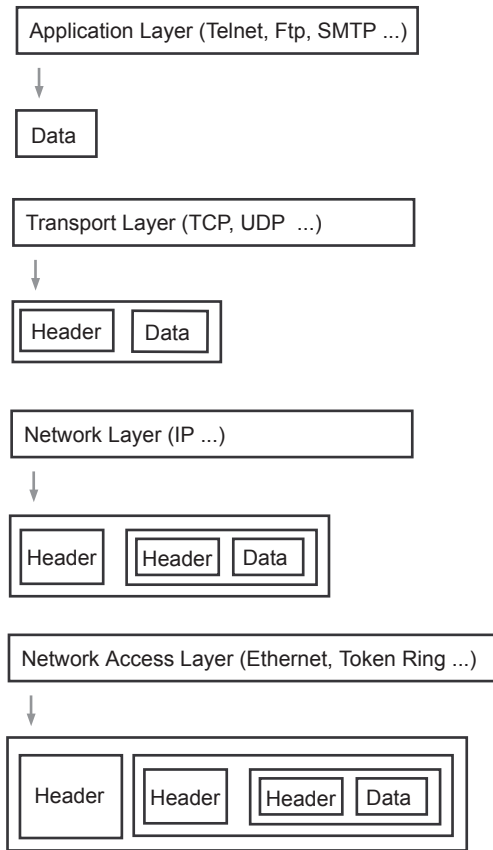 Application Layer (Telnet, Ftp, SMTP ...)
Data
Transport Layer (TCP, UDP ...)
Header Data
Network Layer (IP ...)
Header Header Data
Network Access Layer (Ethernet, Token Ring ...)
Header Header Header Data